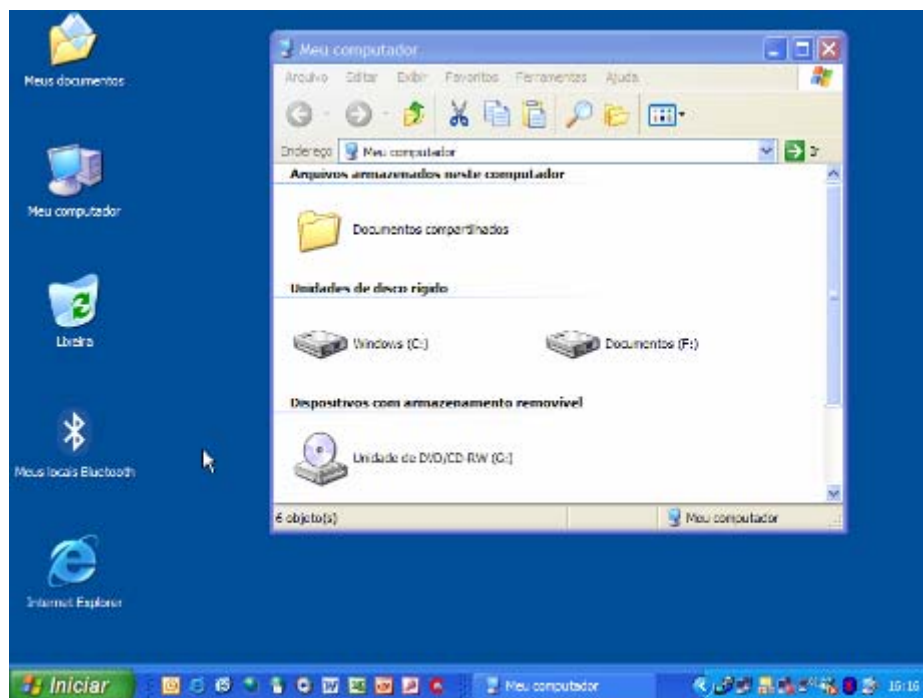 Meus documentos
Meu computador
Lixeira
Meus locais Bluetooth
Internet Explorer
Meu computador
Arquivo Editar Exibir Favoritos Ferramentas Ajuda
Endereço Meu computador Ir
Arquivos armazenados neste computador
Documentos compartilhados
Unidades de disco rígido
Windows (C:) Documentos (F:)
Dispositivos com armazenamento removível
Unidade de DVD/CD-RW (G:)
6 objeto(s) Meu computador
Iniciar Meu computador 16:16